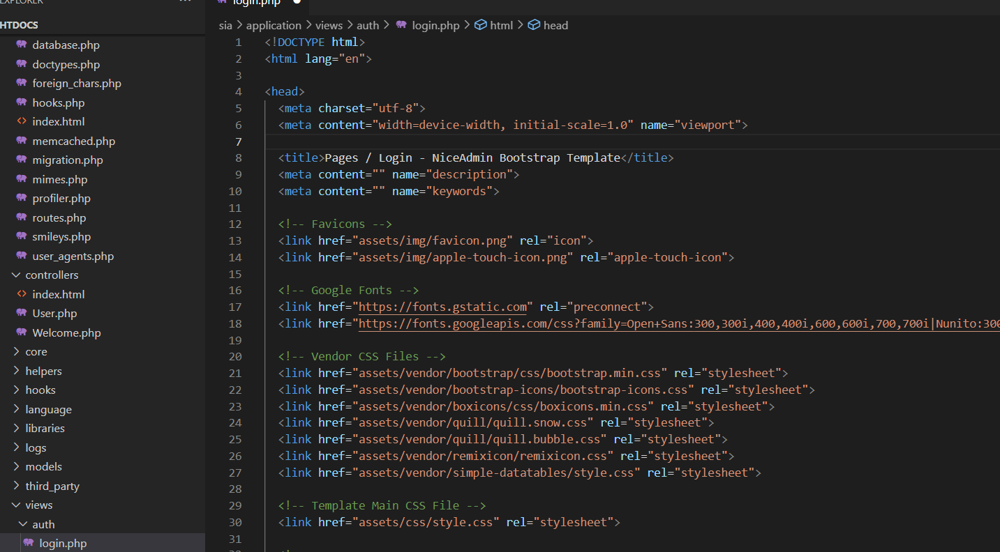 EXPLORER
HTDOCS
database.php
doctypes.php
foreign_chars.php
hooks.php
index.html
memcached.php
migration.php
mimes.php
profiler.php
routes.php
smileys.php
user_agents.php
controllers
index.html
User.php
Welcome.php
core
helpers
hooks
language
libraries
logs
models
third_party
views
auth
login.php
login.php
sia > application > views > auth > login.php > html > head
1 <!DOCTYPE html>
2 <html lang="en">
3
4 <head>
5 <meta charset="utf-8">
6 <meta content="width=device-width, initial-scale=1.0" name="viewport">
7
8 <title>Pages / Login - NiceAdmin Bootstrap Template</title>
9 <meta content="" name="description">
10 <meta content="" name="keywords">
11
12 <!-- Favicons -->
13 <link href="assets/img/favicon.png" rel="icon">
14 <link href="assets/img/apple-touch-icon.png" rel="apple-touch-icon">
15
16 <!-- Google Fonts -->
17 <link href="https://fonts.gstatic.com" rel="preconnect">
18 <link href="https://fonts.googleapis.com/css?family=Open+Sans:300,300i,400,400i,600,600i,700,700i|Nunito:300
19
20 <!-- Vendor CSS Files -->
21 <link href="assets/vendor/bootstrap/css/bootstrap.min.css" rel="stylesheet">
22 <link href="assets/vendor/bootstrap-icons/bootstrap-icons.css" rel="stylesheet">
23 <link href="assets/vendor/boxicons/css/boxicons.min.css" rel="stylesheet">
24 <link href="assets/vendor/quill/quill.snow.css" rel="stylesheet">
25 <link href="assets/vendor/quill/quill.bubble.css" rel="stylesheet">
26 <link href="assets/vendor/remixicon/remixicon.css" rel="stylesheet">
27 <link href="assets/vendor/simple-datatables/style.css" rel="stylesheet">
28
29 <!-- Template Main CSS File -->
30 <link href="assets/css/style.css" rel="stylesheet">
31